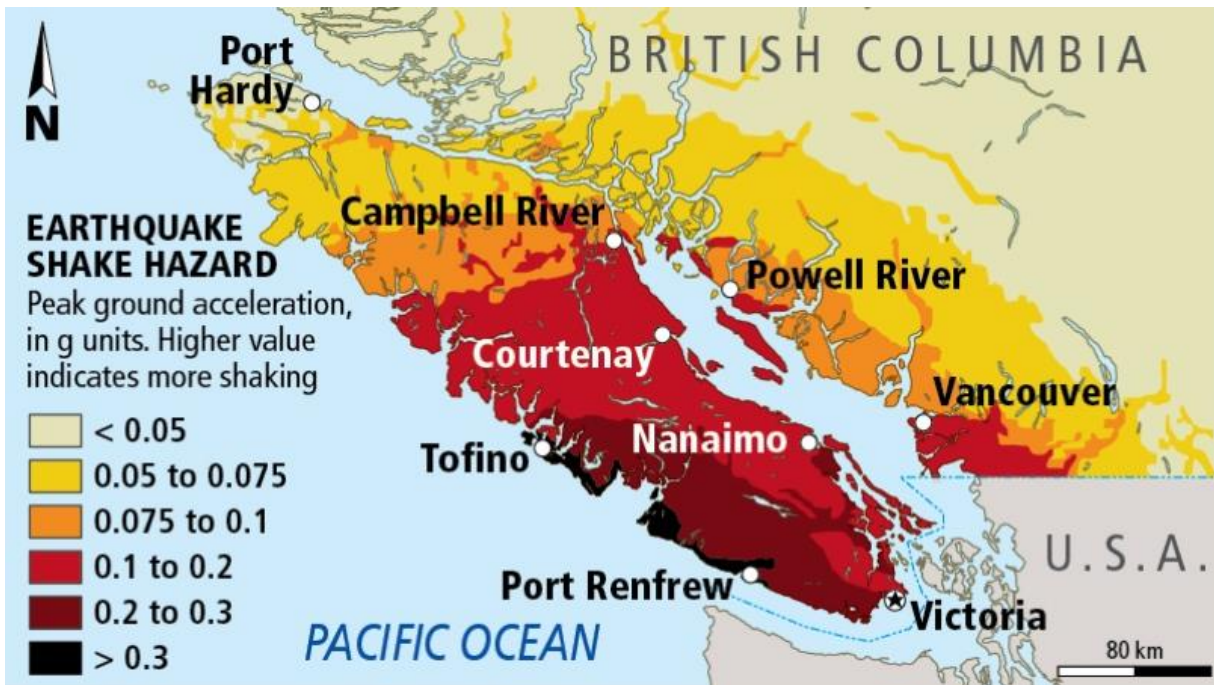 Port
Hardy
BRITISH COLUMBIA
N
Campbell River
EARTHQUAKE
SHAKE HAZARD
Peak ground acceleration,
in g units. Higher value
indicates more shaking
Powell River
Courtenay
Vancouver
< 0.05
Nanaimo
Tofino
0.05 to 0.075
0.075 to 0.1
U.S.A.
0.1 to 0.2
Port Renfrew
0.2 to 0.3
Victoria
PACIFIC OCEAN
> 0.3
80 km